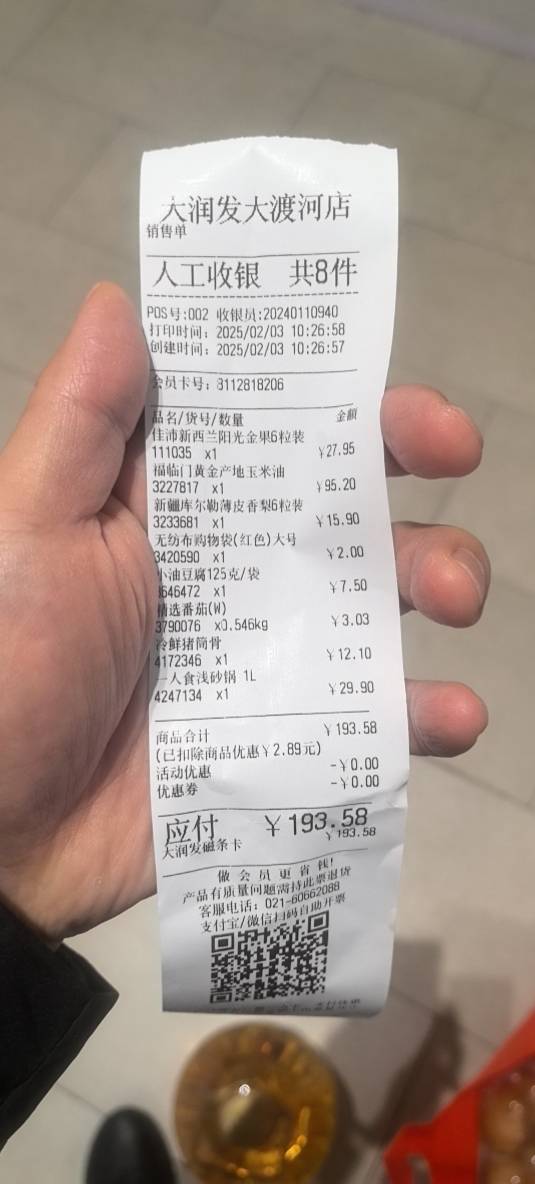 大润发大渡河店
销售单
人工收银 共8件
POS号:002 收银员:20240110940
打印时间: 2025/02/03 10:26:58
创建时间: 2025/02/03 10:26:57
会员卡号: 8112818206
品名/货号/数量 金额
佳沛新西兰阳光金果6粒装
111035 x1 ￥27.95
福临门黄金产地玉米油
3227817 x1 ￥95.20
新疆库尔勒薄皮香梨6粒装
3233681 x1 ￥15.90
无纺布购物袋(红色)大号
3420590 x1 ￥2.00
小油豆腐125克/袋
646472 x1 ￥7.50
精选番茄(W)
3790076 x0.546kg ￥3.03
冷鲜猪筒骨
4172346 x1 ￥12.10
一人食浅砂锅 1L
4247134 x1 ￥29.90
商品合计 ￥193.58
(已扣除商品优惠￥2.89元)
活动优惠 -￥0.00
优惠券 -￥0.00
应付 ￥193.58
大润发磁条卡 ￥193.58
做会员更省钱!
产品有质量问题需持此票退货
客服电话: 021-60662088
支付宝/微信扫码自助开票